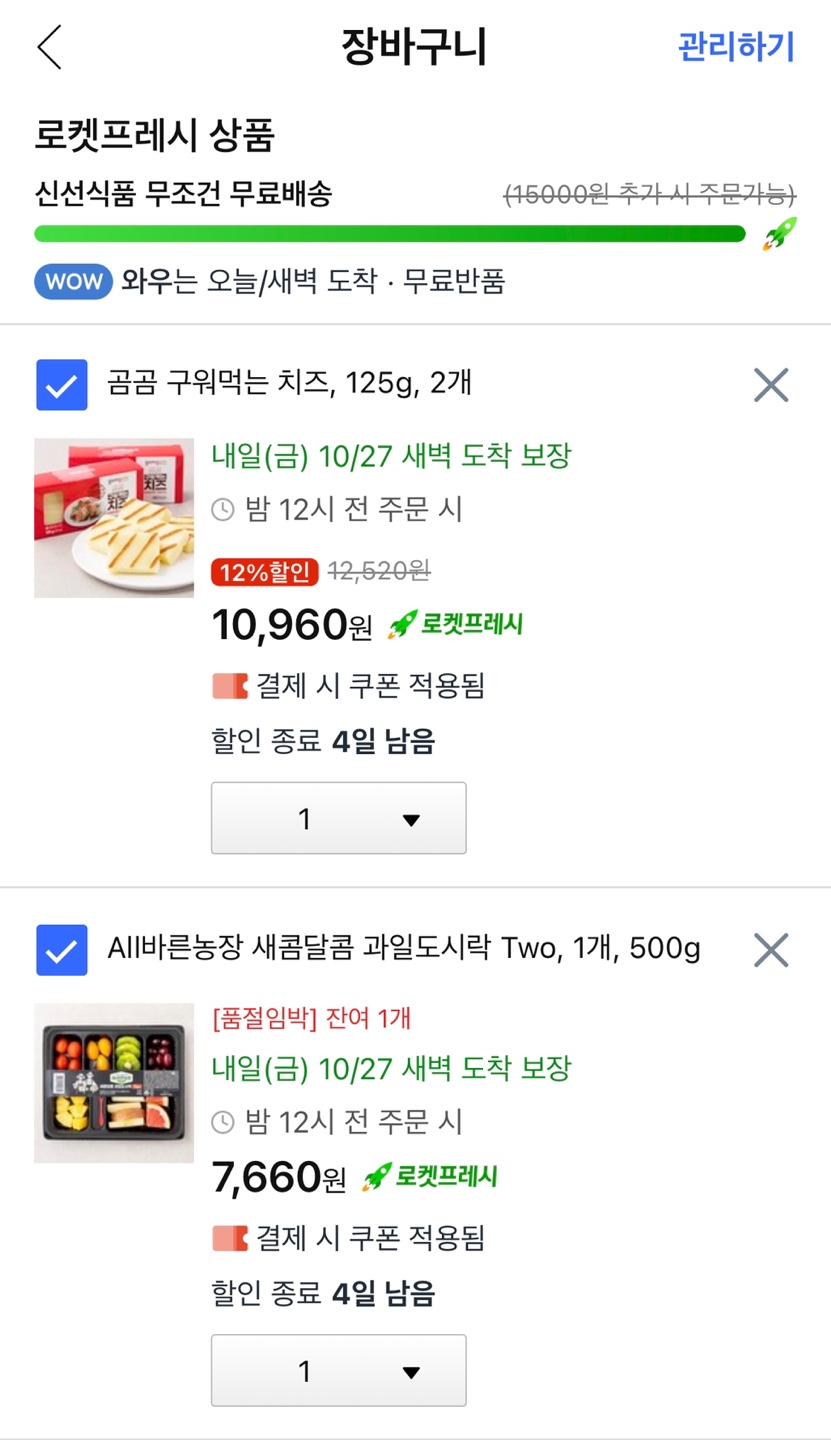 장바구니
관리하기
로켓프레시 상품
신선식품 무조건 무료배송
(15000원 추가 시 주문가능)
WOW 와우는 오늘/새벽 도착 · 무료반품
곰곰 구워먹는 치즈, 125g, 2개
내일(금) 10/27 새벽 도착 보장
밤 12시 전 주문 시
12%할인 12,520원
10,960원 로켓프레시
결제 시 쿠폰 적용됨
할인 종료 4일 남음
1
All바른농장 새콤달콤 과일도시락 Two, 1개, 500g
[품절임박] 잔여 1개
내일(금) 10/27 새벽 도착 보장
밤 12시 전 주문 시
7,660원 로켓프레시
결제 시 쿠폰 적용됨
할인 종료 4일 남음
1